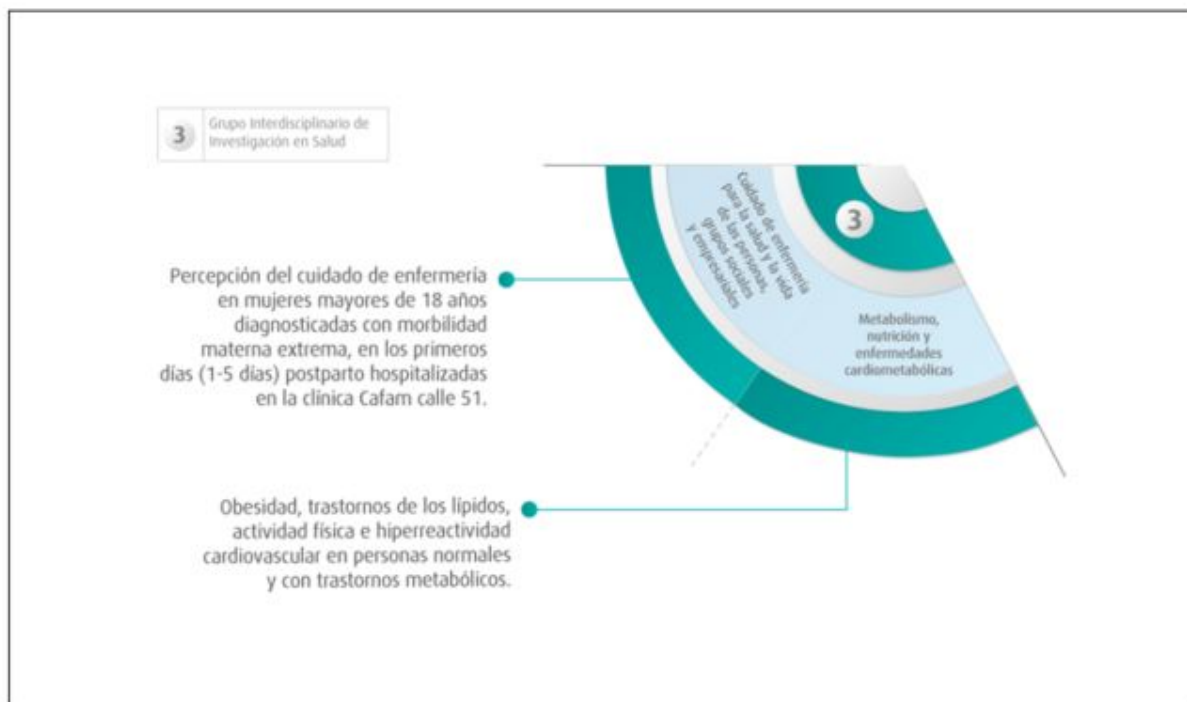 3
Grupo Interdisciplinario de
Investigación en Salud
Cuidado de enfermería
para la salud y la vida
de las personas,
grupos sociales
y empresariales
3
Metabolismo,
nutrición y
enfermedades
cardiometabólicas
Percepción del cuidado de enfermería
en mujeres mayores de 18 años
diagnosticadas con morbilidad
materna extrema, en los primeros
días (1-5 días) postparto hospitalizadas
en la clínica Cafam calle 51.
Obesidad, trastornos de los lípidos,
actividad física e hiperreactividad
cardiovascular en personas normales
y con trastornos metabólicos.